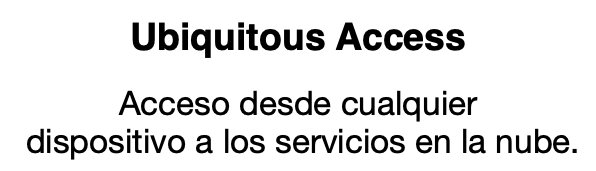 Ubiquitous Access
Acceso desde cualquier
dispositivo a los servicios en la nube.